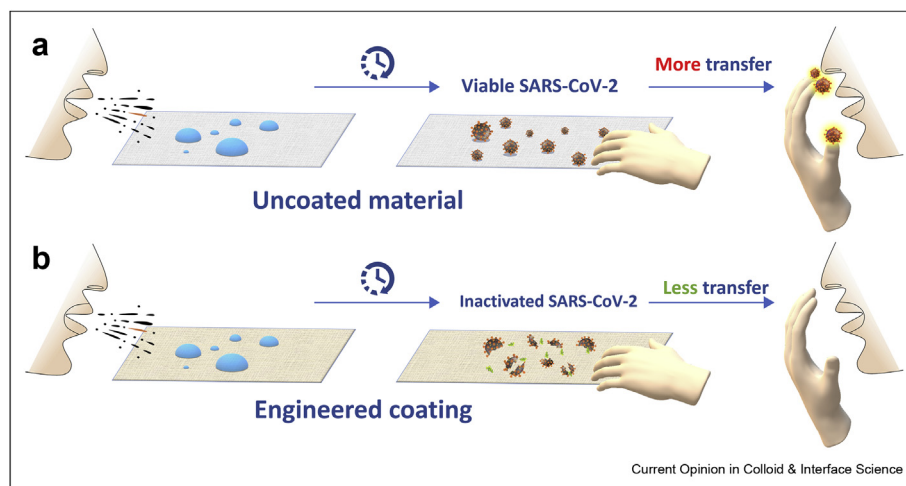 a
Viable SARS-CoV-2
More transfer
Uncoated material
b
Inactivated SARS-CoV-2
Less transfer
Engineered coating
Current Opinion in Colloid & Interface Science